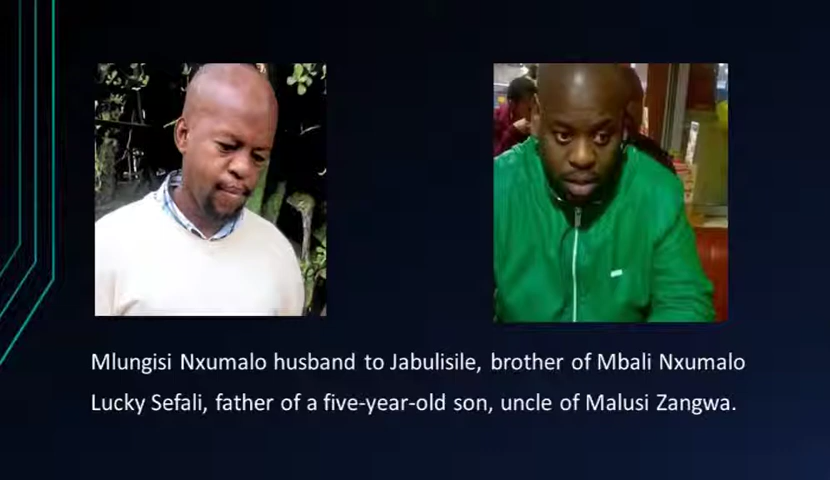 Mlungisi Nxumalo husband to Jabulisile, brother of Mbali Nxumalo
Lucky Sefali, father of a five-year-old son, uncle of Malusi Zangwa.